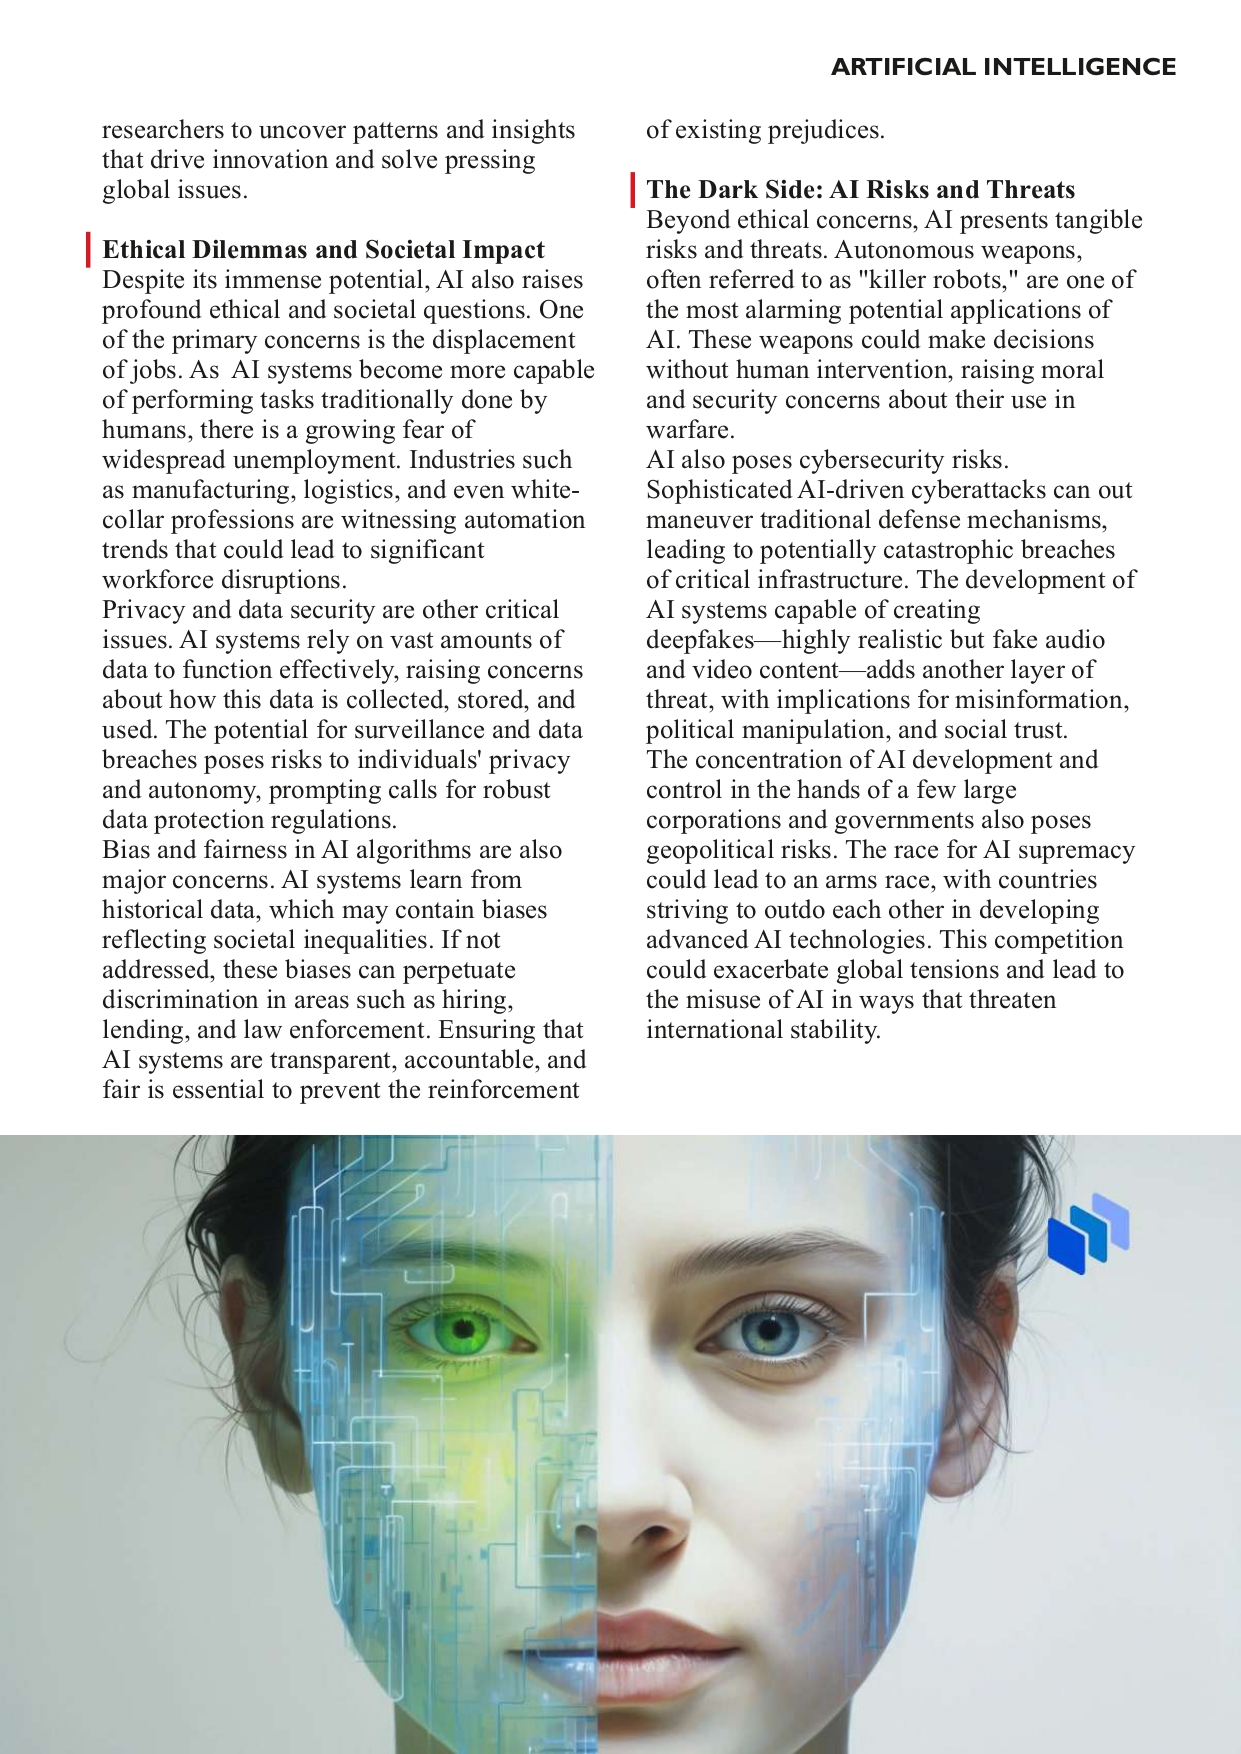 ARTIFICIAL INTELLIGENCE
researchers to uncover patterns and insights
that drive innovation and solve pressing
global issues.
Ethical Dilemmas and Societal Impact
Despite its immense potential, AI also raises
profound ethical and societal questions. One
of the primary concerns is the displacement
of jobs. As  AI systems become more capable
of performing tasks traditionally done by
humans, there is a growing fear of
widespread unemployment. Industries such
as manufacturing, logistics, and even white-
collar professions are witnessing automation
trends that could lead to significant
workforce disruptions.
Privacy and data security are other critical
issues. AI systems rely on vast amounts of
data to function effectively, raising concerns
about how this data is collected, stored, and
used. The potential for surveillance and data
breaches poses risks to individuals' privacy
and autonomy, prompting calls for robust
data protection regulations.
Bias and fairness in AI algorithms are also
major concerns. AI systems learn from
historical data, which may contain biases
reflecting societal inequalities. If not
addressed, these biases can perpetuate
discrimination in areas such as hiring,
lending, and law enforcement. Ensuring that
AI systems are transparent, accountable, and
fair is essential to prevent the reinforcement
of existing prejudices.
The Dark Side: AI Risks and Threats
Beyond ethical concerns, AI presents tangible
risks and threats. Autonomous weapons,
often referred to as "killer robots," are one of
the most alarming potential applications of
AI. These weapons could make decisions
without human intervention, raising moral
and security concerns about their use in
warfare.
AI also poses cybersecurity risks.
Sophisticated AI-driven cyberattacks can out
maneuver traditional defense mechanisms,
leading to potentially catastrophic breaches
of critical infrastructure. The development of
AI systems capable of creating
deepfakes—highly realistic but fake audio
and video content—adds another layer of
threat, with implications for misinformation,
political manipulation, and social trust.
The concentration of AI development and
control in the hands of a few large
corporations and governments also poses
geopolitical risks. The race for AI supremacy
could lead to an arms race, with countries
striving to outdo each other in developing
advanced AI technologies. This competition
could exacerbate global tensions and lead to
the misuse of AI in ways that threaten
international stability.